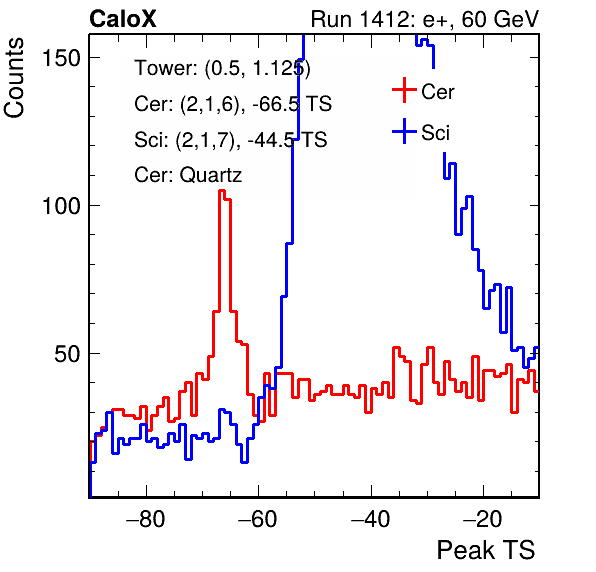 CaloX Run 1412: e+, 60 GeV
Counts
150
100
50
Tower: (0.5, 1.125)
Cer: (2,1,6), -66.5 TS
Sci: (2,1,7), -44.5 TS
Cer: Quartz
Cer
Sci
−80 −60 −40 −20
Peak TS